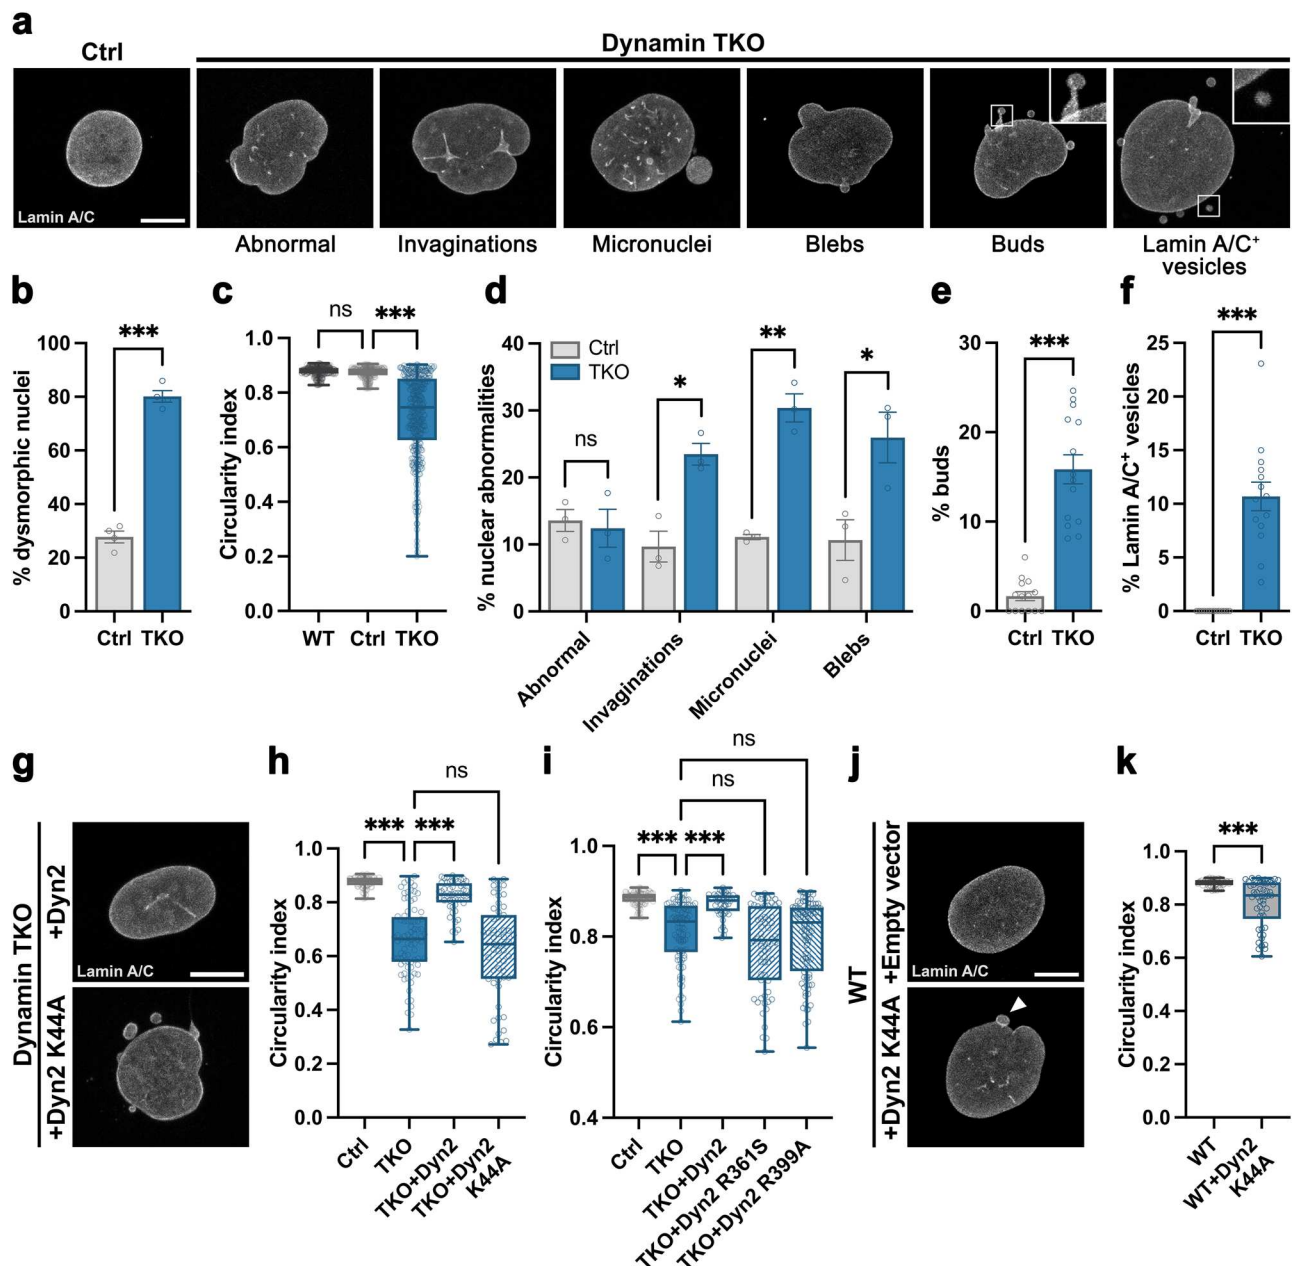 a
Ctrl
Dynamin TKO
Lamin A/C
Abnormal
Invaginations
Micronuclei
Blebs
Buds
Lamin A/C⁺
vesicles
b
% dysmorphic nuclei
100
80
60
40
20
0
***
Ctrl
TKO
c
Circularity index
1.0
0.8
0.6
0.4
0.2
0.0
ns
***
WT
Ctrl
TKO
d
% nuclear abnormalities
40
30
20
10
0
Ctrl
TKO
ns
*
**
*
Abnormal
Invaginations
Micronuclei
Blebs
e
% buds
30
20
10
0
***
Ctrl
TKO
f
% Lamin A/C⁺ vesicles
25
20
15
10
5
0
***
Ctrl
TKO
g
Dynamin TKO
+Dyn2
+Dyn2 K44A
Lamin A/C
h
Circularity index
1.0
0.8
0.6
0.4
0.2
0.0
***
***
ns
Ctrl
TKO
TKO+Dyn2
TKO+Dyn2
K44A
i
Circularity index
1.0
0.8
0.6
0.4
***
***
ns
ns
Ctrl
TKO
TKO+Dyn2
TKO+Dyn2 R361S
TKO+Dyn2 R399A
j
WT
+Empty vector
+Dyn2 K44A
Lamin A/C
k
Circularity index
1.0
0.8
0.6
0.4
0.2
0.0
***
WT
WT+Dyn2
K44A